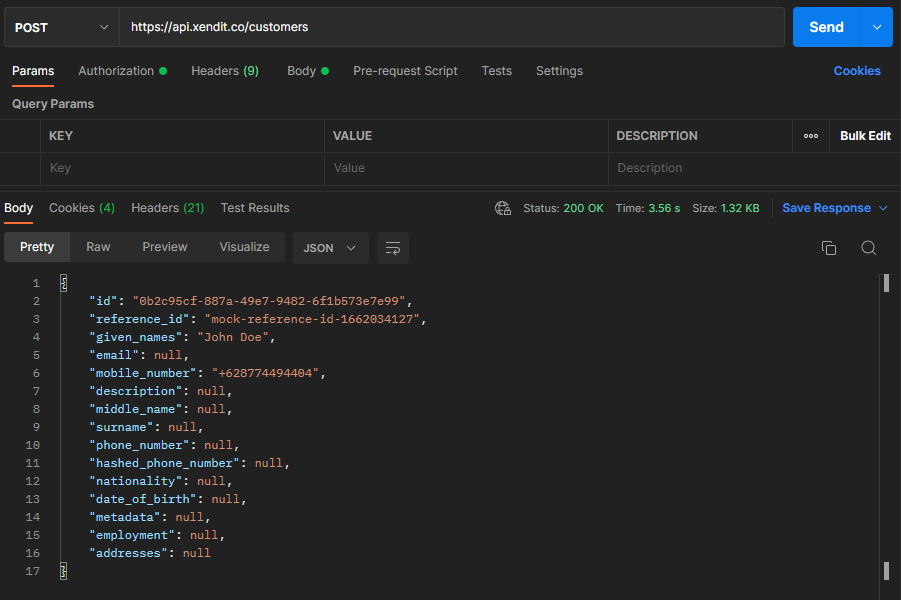 POST https://api.xendit.co/customers Send
Params Authorization Headers (9) Body Pre-request Script Tests Settings Cookies
Query Params
KEY VALUE DESCRIPTION ooo Bulk Edit
Key Value Description
Body Cookies (4) Headers (21) Test Results Status: 200 OK Time: 3.56 s Size: 1.32 KB Save Response
Pretty Raw Preview Visualize JSON
1 {
2 "id": "0b2c95cf-887a-49e7-9482-6f1b573e7e99",
3 "reference_id": "mock-reference-id-1662034127",
4 "given_names": "John Doe",
5 "email": null,
6 "mobile_number": "+628774494404",
7 "description": null,
8 "middle_name": null,
9 "surname": null,
10 "phone_number": null,
11 "hashed_phone_number": null,
12 "nationality": null,
13 "date_of_birth": null,
14 "metadata": null,
15 "employment": null,
16 "addresses": null
17 }